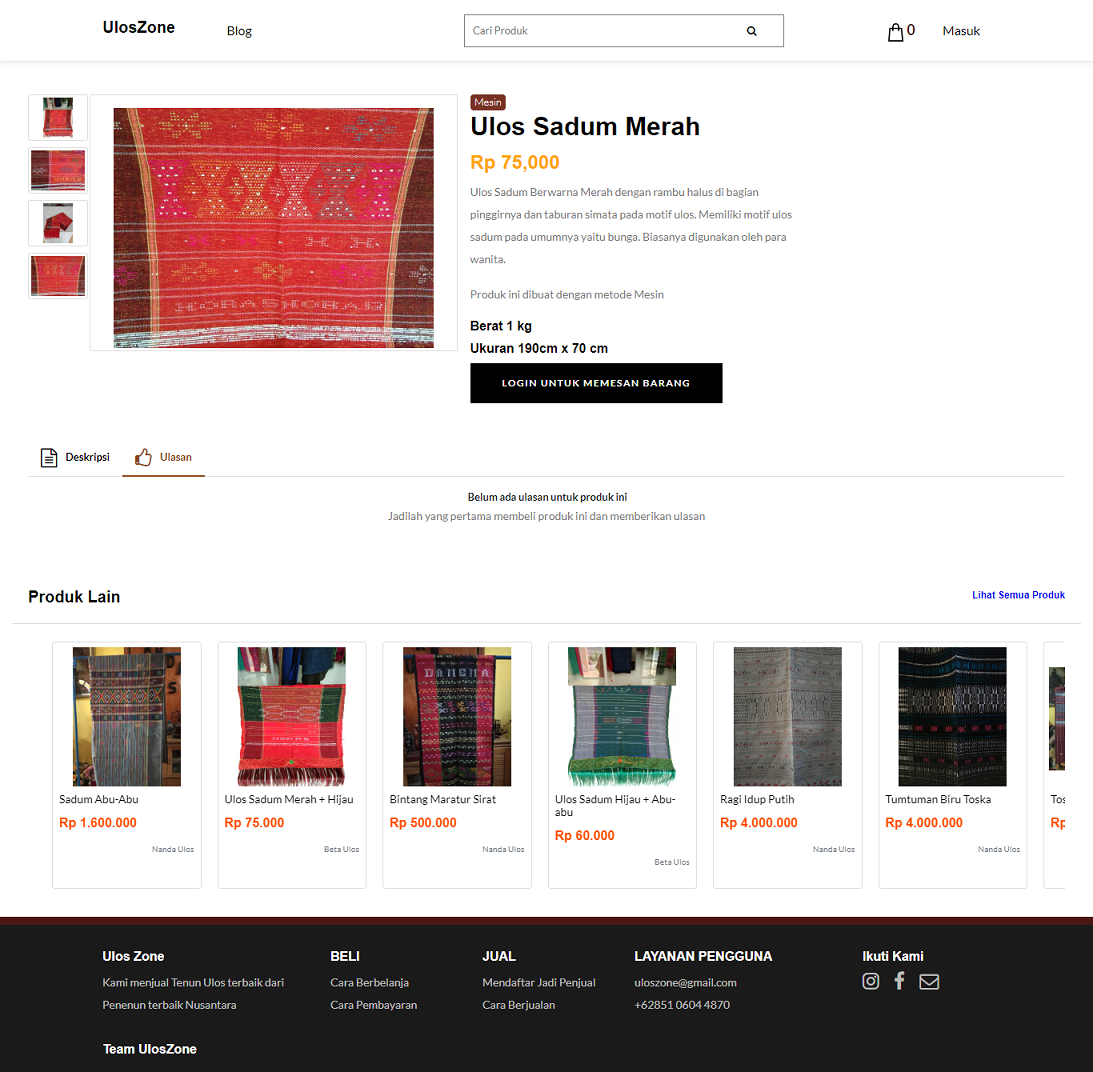 UlosZone
Blog
Cari Produk
0
Masuk
Mesin
Ulos Sadum Merah
Rp 75,000
Ulos Sadum Berwarna Merah dengan rambu halus di bagian
pinggirnya dan taburan simata pada motif ulos. Memiliki motif ulos
sadum pada umumnya yaitu bunga. Biasanya digunakan oleh para
wanita.
Produk ini dibuat dengan metode Mesin
Berat 1 kg
Ukuran 190cm x 70 cm
LOGIN UNTUK MEMESAN BARANG
Deskripsi
Ulasan
Belum ada ulasan untuk produk ini
Jadilah yang pertama membeli produk ini dan memberikan ulasan
Produk Lain
Lihat Semua Produk
Sadum Abu-Abu
Rp 1.600.000
Nanda Ulos
Ulos Sadum Merah + Hijau
Rp 75.000
Beta Ulos
Bintang Maratur Sirat
Rp 500.000
Nanda Ulos
Ulos Sadum Hijau + Abu-
abu
Rp 60.000
Beta Ulos
Ragi Idup Putih
Rp 4.000.000
Nanda Ulos
Tumtuman Biru Toska
Rp 4.000.000
Nanda Ulos
Ulos Zone
Kami menjual Tenun Ulos terbaik dari
Penenun terbaik Nusantara
BELI
Cara Berbelanja
Cara Pembayaran
JUAL
Mendaftar Jadi Penjual
Cara Berjualan
LAYANAN PENGGUNA
uloszone@gmail.com
+62851 0604 4870
Ikuti Kami
Team UlosZone